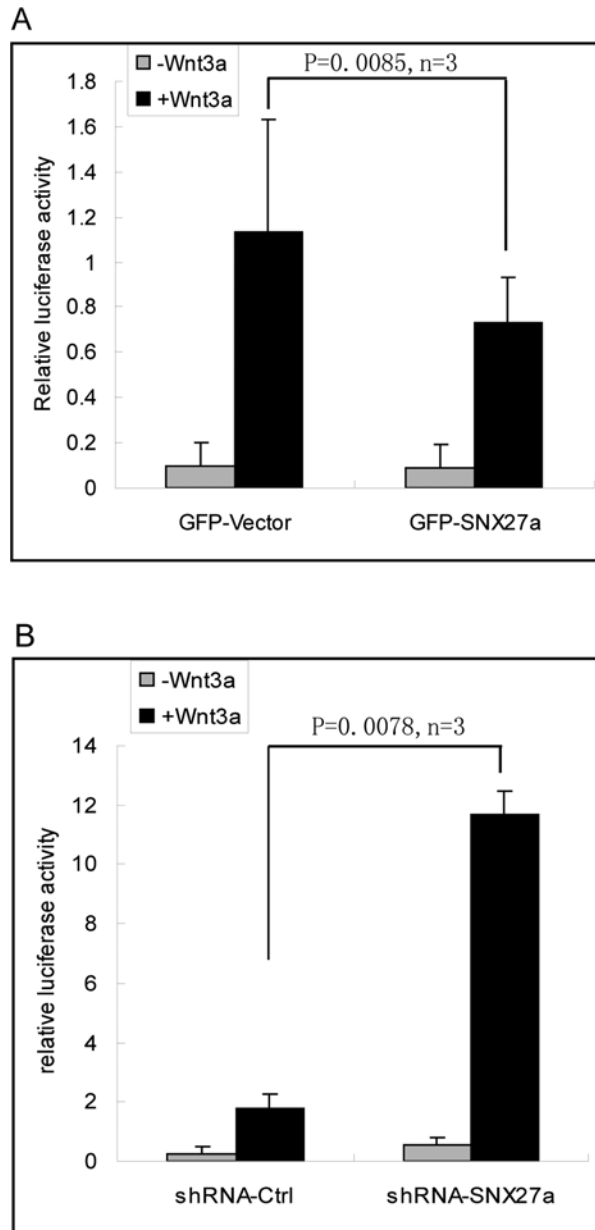 A
-Wnt3a
+Wnt3a
P=0.0085, n=3
Relative luciferase activity
1.8
1.6
1.4
1.2
1
0.8
0.6
0.4
0.2
0
GFP-Vector
GFP-SNX27a
B
-Wnt3a
+Wnt3a
P=0.0078, n=3
relative luciferase activity
14
12
10
8
6
4
2
0
shRNA-Ctrl
shRNA-SNX27a